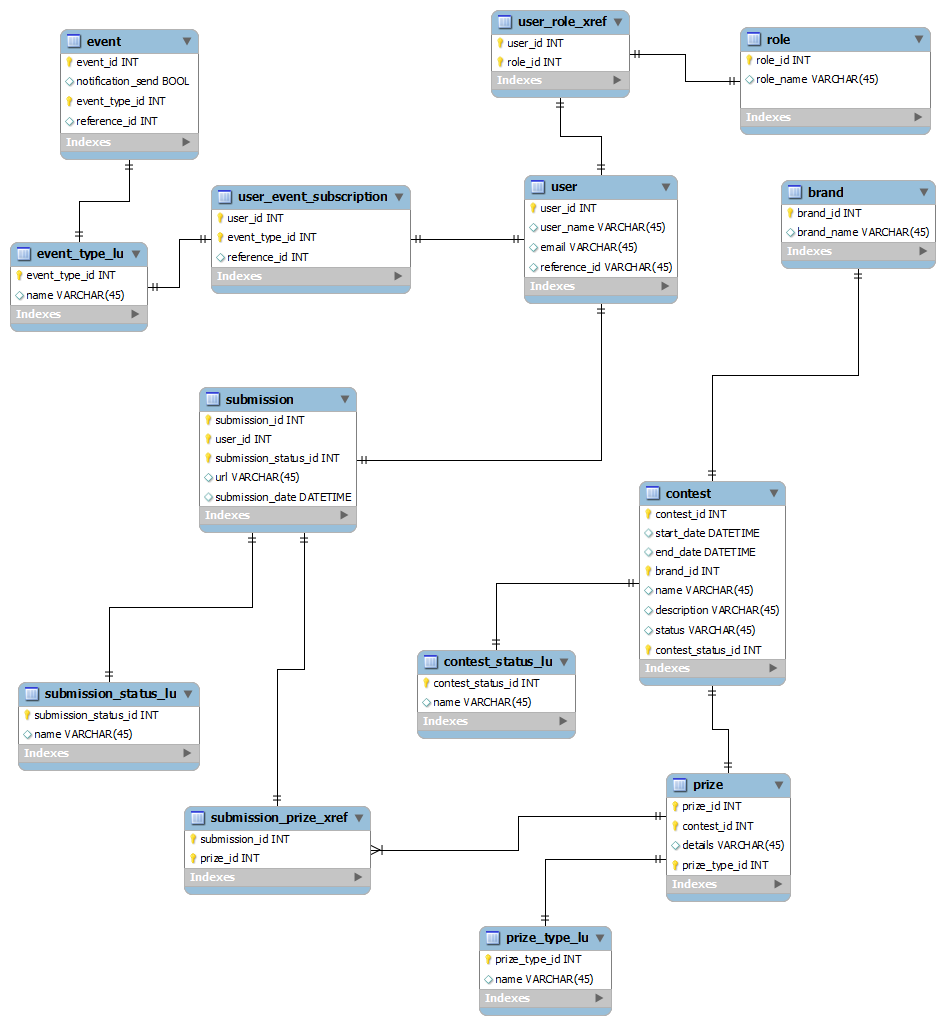 event
event_id INT
notification_send BOOL
event_type_id INT
reference_id INT
Indexes
user_role_xref
user_id INT
role_id INT
Indexes
role
role_id INT
role_name VARCHAR(45)
Indexes
user_event_subscription
user_id INT
event_type_id INT
reference_id INT
Indexes
user
user_id INT
user_name VARCHAR(45)
email VARCHAR(45)
reference_id VARCHAR(45)
Indexes
brand
brand_id INT
brand_name VARCHAR(45)
Indexes
event_type_lu
event_type_id INT
name VARCHAR(45)
Indexes
submission
submission_id INT
user_id INT
submission_status_id INT
url VARCHAR(45)
submission_date DATETIME
Indexes
contest
contest_id INT
start_date DATETIME
end_date DATETIME
brand_id INT
name VARCHAR(45)
description VARCHAR(45)
status VARCHAR(45)
contest_status_id INT
Indexes
contest_status_lu
contest_status_id INT
name VARCHAR(45)
Indexes
submission_status_lu
submission_status_id INT
name VARCHAR(45)
Indexes
prize
prize_id INT
contest_id INT
details VARCHAR(45)
prize_type_id INT
Indexes
submission_prize_xref
submission_id INT
prize_id INT
Indexes
prize_type_lu
prize_type_id INT
name VARCHAR(45)
Indexes